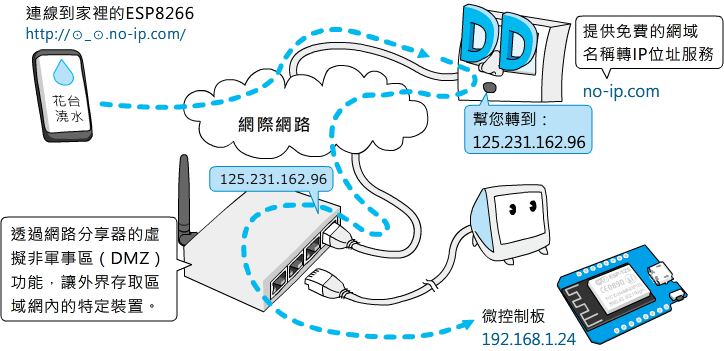 連線到家裡的ESP8266
http://⊙_⊙.no-ip.com/
花台
澆水
網際網路
DD
提供免費的網域
名稱轉IP位址服務
no-ip.com
幫您轉到：
125.231.162.96
125.231.162.96
透過網路分享器的虛
擬非軍事區（DMZ）
功能，讓外界存取區
域網內的特定裝置。
微控制板
192.168.1.24